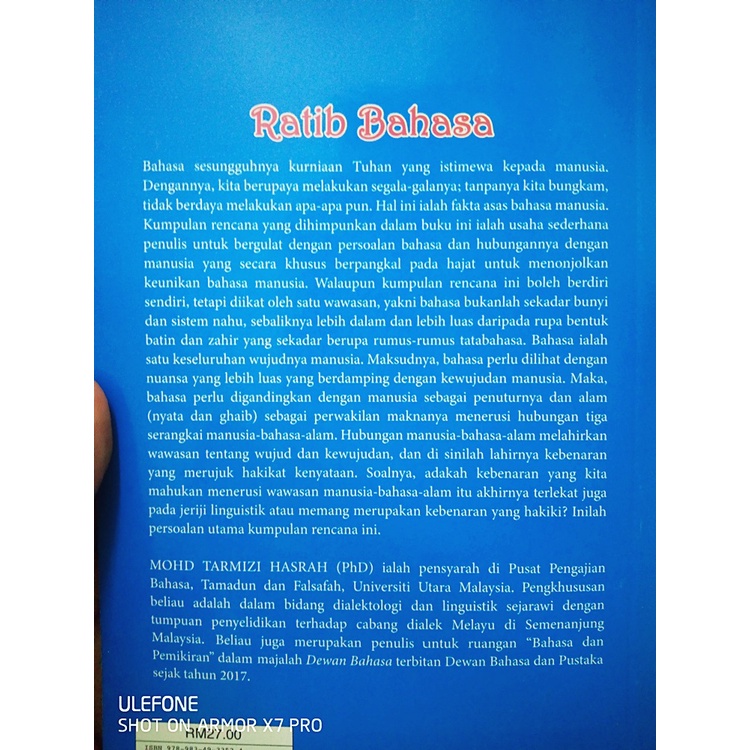 Ratib Bahasa
Bahasa sesungguhnya kurniaan Tuhan yang istimewa kepada manusia.
Dengannya, kita berupaya melakukan segala-galanya; tanpanya kita bungkam,
tidak berdaya melakukan apa-apa pun. Hal ini ialah fakta asas bahasa manusia.
Kumpulan rencana yang dihimpunkan dalam buku ini ialah usaha sederhana
penulis untuk bergulat dengan persoalan bahasa dan hubungannya dengan
manusia yang secara khusus berpangkal pada hajat untuk menonjolkan
keunikan bahasa manusia. Walaupun kumpulan rencana ini boleh berdiri
sendiri, tetapi diikat oleh satu wawasan, yakni bahasa bukanlah sekadar bunyi
dan sistem nahu, sebaliknya lebih dalam dan lebih luas daripada rupa bentuk
batin dan zahir yang sekadar berupa rumus-rumus tatabahasa. Bahasa ialah
satu keseluruhan wujudnya manusia. Maksudnya, bahasa perlu dilihat dengan
nuansa yang lebih luas yang berdamping dengan kewujudan manusia. Maka,
bahasa perlu digandingkan dengan manusia sebagai penuturnya dan alam
(nyata dan ghaib) sebagai perwakilan maknanya menerusi hubungan tiga
serangkai manusia-bahasa-alam. Hubungan manusia-bahasa-alam melahirkan
wawasan tentang wujud dan kewujudan, dan di sinilah lahirnya kebenaran
yang merujuk hakikat kenyataan. Soalnya, adakah kebenaran yang kita
mahukan menerusi wawasan manusia-bahasa-alam itu akhirnya terlekat juga
pada jeriji linguistik atau memang merupakan kebenaran yang hakiki? Inilah
persoalan utama kumpulan rencana ini.
MOHD TARMIZI HASRAH (PhD) ialah pensyarah di Pusat Pengajian
Bahasa, Tamadun dan Falsafah, Universiti Utara Malaysia. Pengkhususan
beliau adalah dalam bidang dialektologi dan linguistik sejarawi dengan
tumpuan penyelidikan terhadap cabang dialek Melayu di Semenanjung
Malaysia. Beliau juga merupakan penulis untuk ruangan "Bahasa dan
Pemikiran" dalam majalah Dewan Bahasa terbitan Dewan Bahasa dan Pustaka
sejak tahun 2017.
ULEFONE
SHOT ON ARMOR X7 PRO
RM27.00